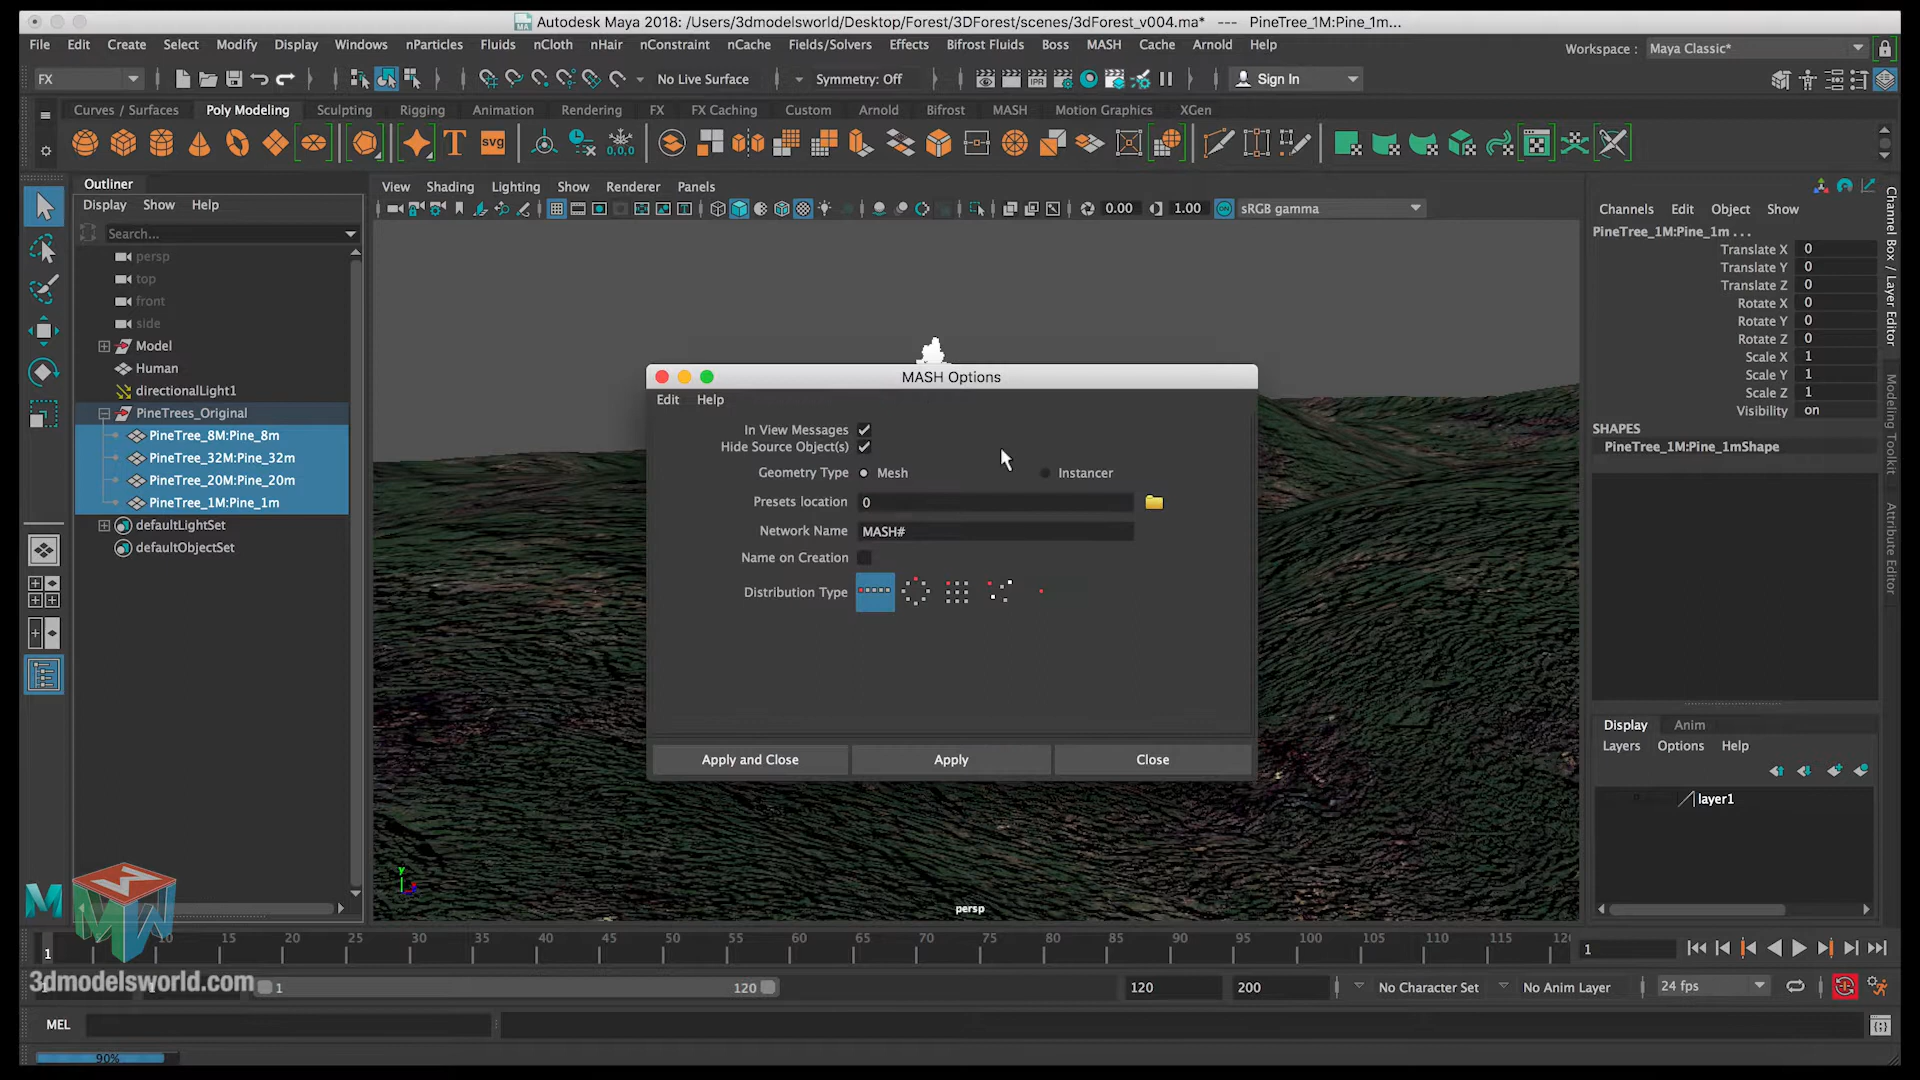 Autodesk Maya 2018: /Users/3dmodelsworld/Desktop/Forest/3DForest/scenes/3dForest_v004.ma* --- PineTree_1M:Pine_1m...
File Edit Create Select Modify Display Windows nParticles Fluids nCloth nHair nConstraint nCache Fields/Solvers Effects Bifrost Fluids Boss MASH Cache Arnold Help
Workspace : Maya Classic*
FX No Live Surface Symmetry: Off IPR Sign In
Curves / Surfaces Poly Modeling Sculpting Rigging Animation Rendering FX FX Caching Custom Arnold Bifrost MASH Motion Graphics XGen
T svg 0,0,0
Outliner
Display Show Help
Search...
persp
top
front
side
Model
Human
directionalLight1
PineTrees_Original
PineTree_8M:Pine_8m
PineTree_32M:Pine_32m
PineTree_20M:Pine_20m
PineTree_1M:Pine_1m
defaultLightSet
defaultObjectSet
View Shading Lighting Show Renderer Panels
0.00 1.00 ON sRGB gamma
MASH Options
Edit Help
In View Messages
Hide Source Object(s)
Geometry Type Mesh Instancer
Presets location 0
Network Name MASH#
Name on Creation
Distribution Type
Apply and Close Apply Close
y
persp
Channels Edit Object Show
PineTree_1M:Pine_1m . . .
Translate X 0
Translate Y 0
Translate Z 0
Rotate X 0
Rotate Y 0
Rotate Z 0
Scale X 1
Scale Y 1
Scale Z 1
Visibility on
SHAPES
PineTree_1M:Pine_1mShape
Channel Box / Layer Editor
Modeling Toolkit
Attribute Editor
Display Anim
Layers Options Help
layer1
1 10 15 20 25 30 35 40 45 50 55 60 65 70 75 80 85 90 95 100 105 110 115 12
1
3dmodelsworld.com
1 120 120 200 No Character Set No Anim Layer 24 fps
MEL
90%